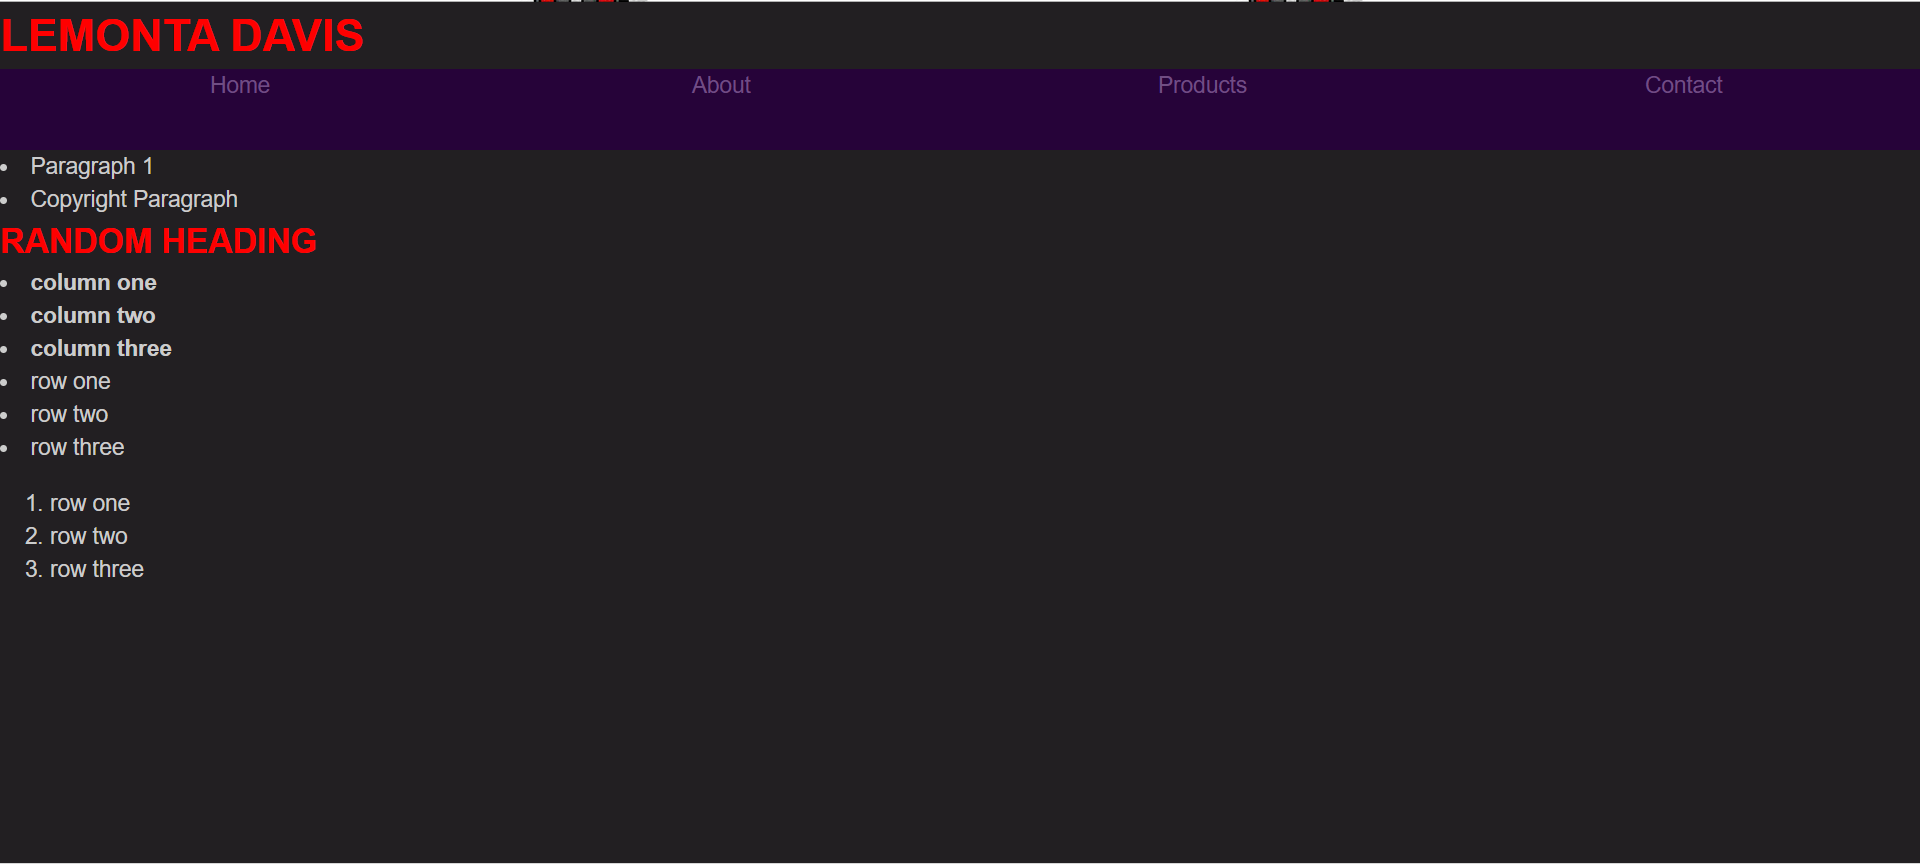 LEMONTA DAVIS
Home About Products Contact
• Paragraph 1
• Copyright Paragraph
RANDOM HEADING
• column one
• column two
• column three
• row one
• row two
• row three
1. row one
2. row two
3. row three